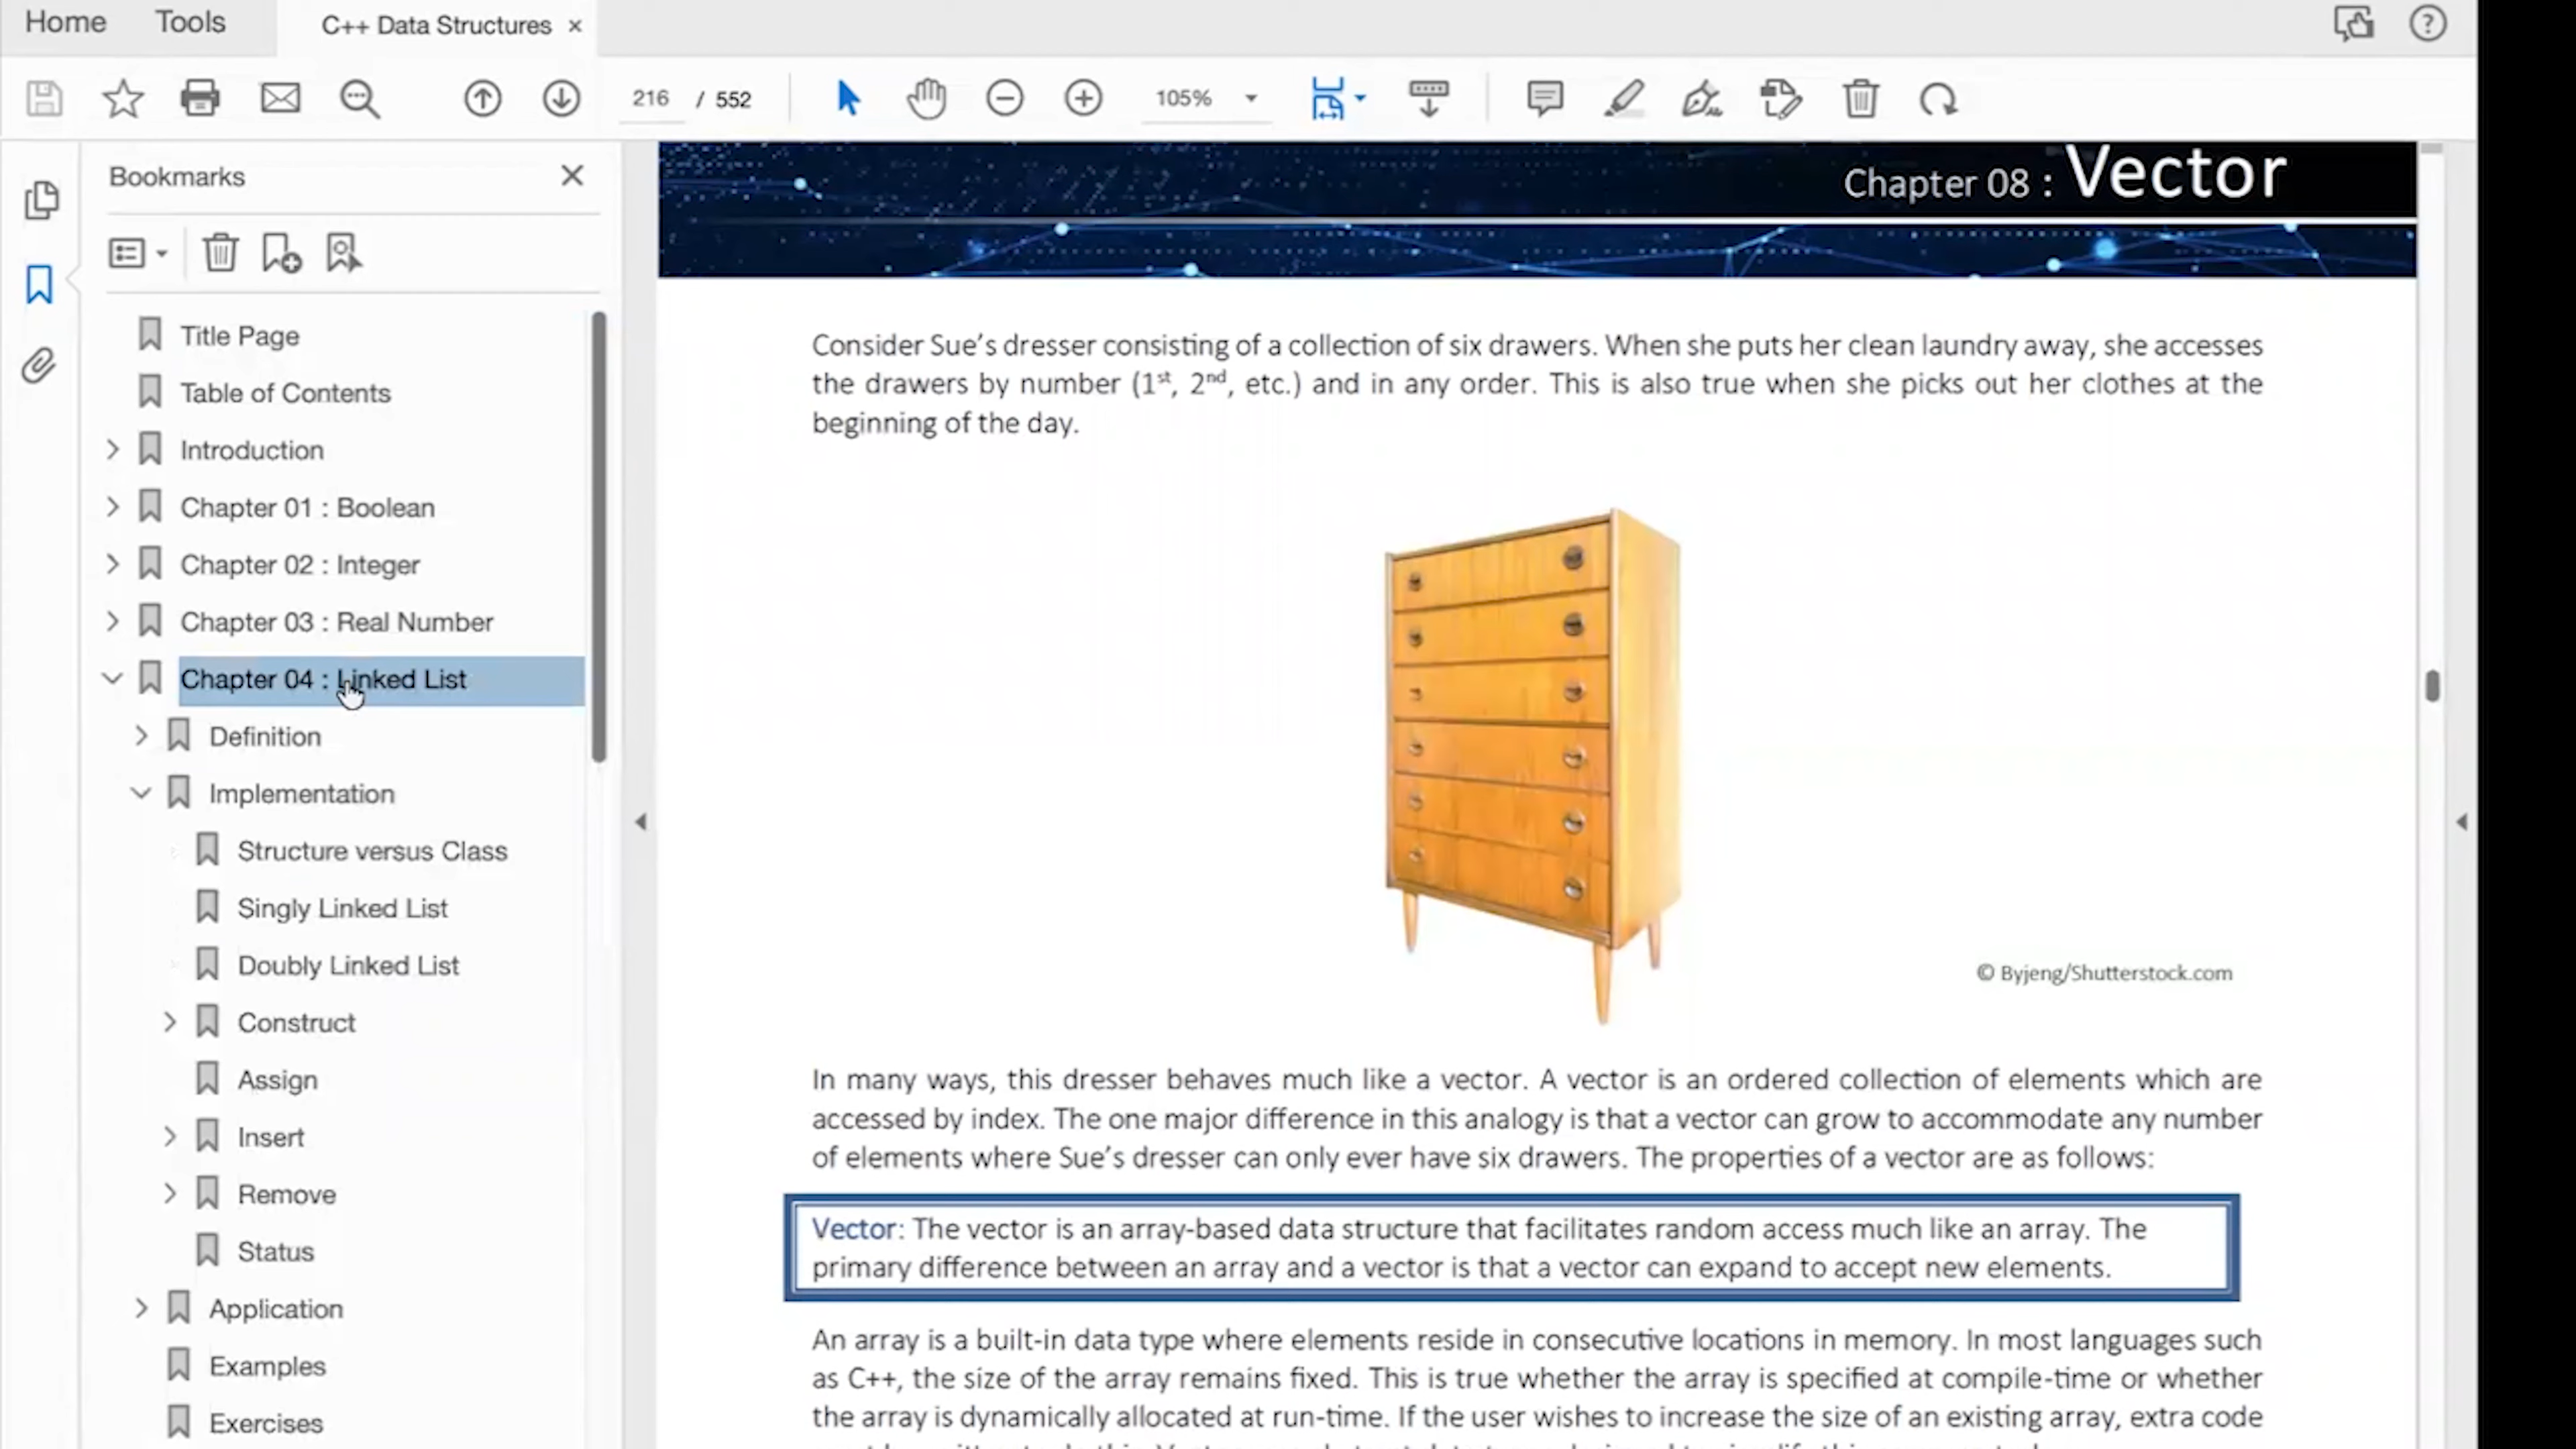 Home Tools C++ Data Structures
216 / 552 105%
Bookmarks
Title Page
Table of Contents
Introduction
Chapter 01 : Boolean
Chapter 02 : Integer
Chapter 03 : Real Number
Chapter 04 : Linked List
Definition
Implementation
Structure versus Class
Singly Linked List
Doubly Linked List
Construct
Assign
Insert
Remove
Status
Application
Examples
Exercises
Chapter 08 : Vector
Consider Sue’s dresser consisting of a collection of six drawers. When she puts her clean laundry away, she accesses
the drawers by number (1st, 2nd, etc.) and in any order. This is also true when she picks out her clothes at the
beginning of the day.
© Byjeng/Shutterstock.com
In many ways, this dresser behaves much like a vector. A vector is an ordered collection of elements which are
accessed by index. The one major difference in this analogy is that a vector can grow to accommodate any number
of elements where Sue’s dresser can only ever have six drawers. The properties of a vector are as follows:
Vector: The vector is an array-based data structure that facilitates random access much like an array. The
primary difference between an array and a vector is that a vector can expand to accept new elements.
An array is a built-in data type where elements reside in consecutive locations in memory. In most languages such
as C++, the size of the array remains fixed. This is true whether the array is specified at compile-time or whether
the array is dynamically allocated at run-time. If the user wishes to increase the size of an existing array, extra code